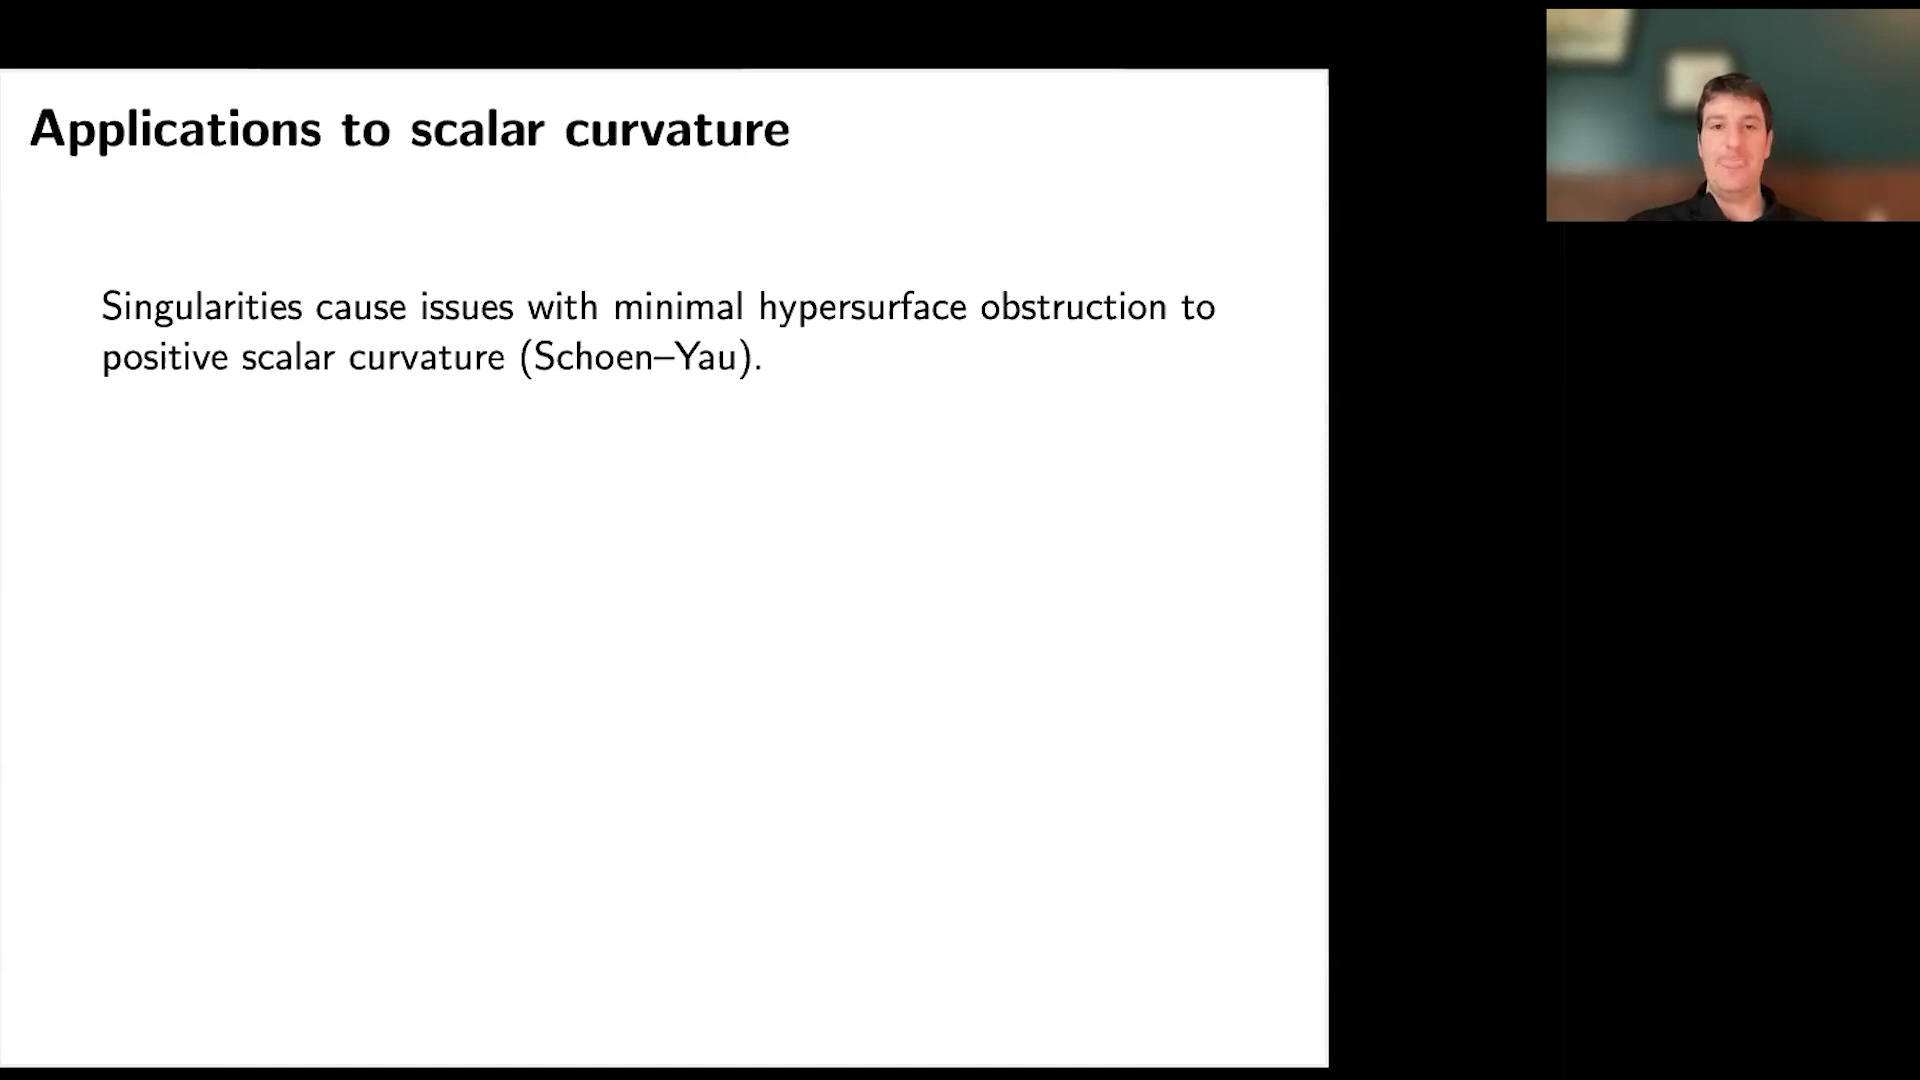 Applications to scalar curvature
Singularities cause issues with minimal hypersurface obstruction to
positive scalar curvature (Schoen–Yau).